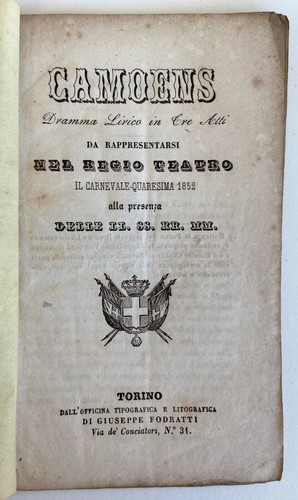 CAMOENS
Dramma Lirico in Tre Atti
DA RAPPRESENTARSI
NEL REGIO TEATRO
IL CARNEVALE-QUARESIMA 1852
alla presenza
DELLE LL. SS. RR. MM.
TORINO
DALL'OFFICINA TIPOGRAFICA E LITOGRAFICA
DI GIUSEPPE FODRATTI
Via de' Conciatori, N.° 31.